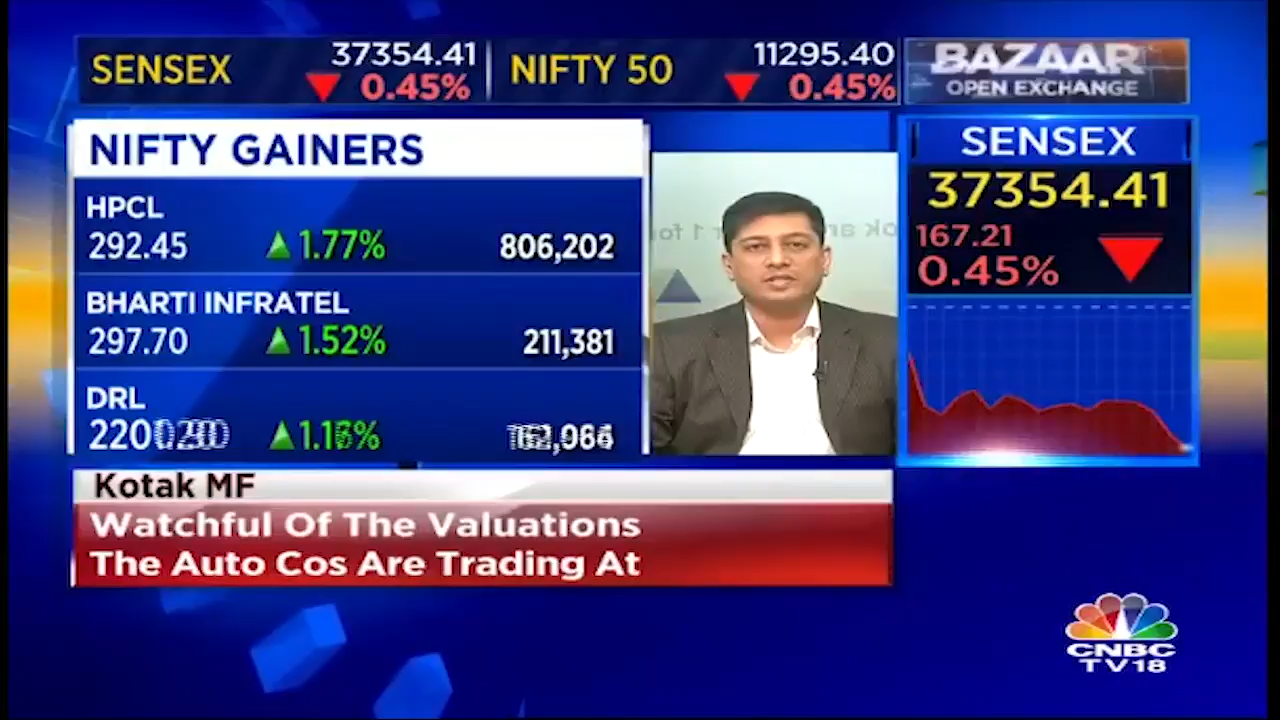 SENSEX 37354.41 0.45%
NIFTY 50 11295.40 0.45%
BAZAAR
OPEN EXCHANGE
NIFTY GAINERS
HPCL
292.45 1.77% 806,202
BHARTI INFRATEL
297.70 1.52% 211,381
DRL
SENSEX
37354.41
167.21
0.45%
Kotak MF
Watchful Of The Valuations
The Auto Cos Are Trading At
CNBC
TV18